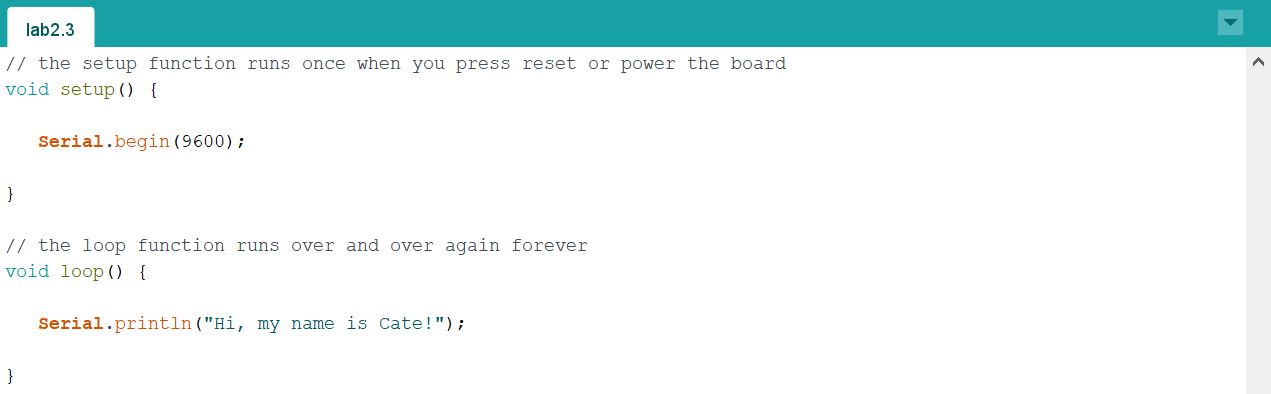 lab2.3
// the setup function runs once when you press reset or power the board
void setup() {
Serial.begin(9600);
}
// the loop function runs over and over again forever
void loop() {
Serial.println("Hi, my name is Cate!");
}